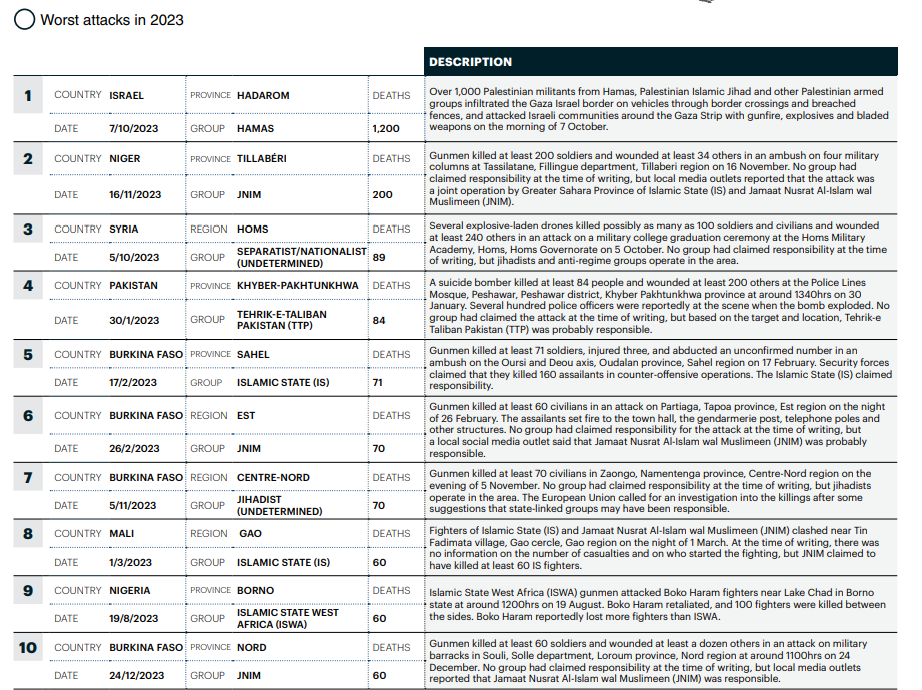 Worst attacks in 2023
DESCRIPTION
1
COUNTRY ISRAEL PROVINCE HADAROM DEATHS
DATE 7/10/2023 GROUP HAMAS 1,200
Over 1,000 Palestinian militants from Hamas, Palestinian Islamic Jihad and other Palestinian armed
groups infiltrated the Gaza Israel border on vehicles through border crossings and breached
fences, and attacked Israeli communities around the Gaza Strip with gunfire, explosives and bladed
weapons on the morning of 7 October.
2
COUNTRY NIGER PROVINCE TILLABÉRI DEATHS
DATE 16/11/2023 GROUP JNIM 200
Gunmen killed at least 200 soldiers and wounded at least 34 others in an ambush on four military
columns at Tassilatane, Fillingue department, Tillaberi region on 16 November. No group had
claimed responsibility at the time of writing, but local media outlets reported that the attack was
a joint operation by Greater Sahara Province of Islamic State (IS) and Jamaat Nusrat Al-Islam wal
Muslimeen (JNIM).
3
COUNTRY SYRIA REGION HOMS DEATHS
DATE 5/10/2023 GROUP SEPARATIST/NATIONALIST
(UNDETERMINED) 89
Several explosive-laden drones killed possibly as many as 100 soldiers and civilians and wounded
at least 240 others in an attack on a military college graduation ceremony at the Homs Military
Academy, Homs, Homs Governorate on 5 October. No group had claimed responsibility at the time
of writing, but jihadists and anti-regime groups operate in the area.
4
COUNTRY PAKISTAN PROVINCE KHYBER-PAKHTUNKHWA DEATHS
DATE 30/1/2023 GROUP TEHRIK-E-TALIBAN
PAKISTAN (TTP) 84
A suicide bomber killed at least 84 people and wounded at least 200 others at the Police Lines
Mosque, Peshawar, Peshawar district, Khyber Pakhtunkhwa province at around 1340hrs on 30
January. Several hundred police officers were reportedly at the scene when the bomb exploded. No
group had claimed the attack at the time of writing, but based on the target and location, Tehrik-e
Taliban Pakistan (TTP) was probably responsible.
5
COUNTRY BURKINA FASO PROVINCE SAHEL DEATHS
DATE 17/2/2023 GROUP ISLAMIC STATE (IS) 71
Gunmen killed at least 71 soldiers, injured three, and abducted an unconfirmed number in an
ambush on the Oursi and Deou axis, Oudalan province, Sahel region on 17 February. Security forces
claimed that they killed 160 assailants in counter-offensive operations. The Islamic State (IS) claimed
responsibility.
6
COUNTRY BURKINA FASO REGION EST DEATHS
DATE 26/2/2023 GROUP JNIM 70
Gunmen killed at least 60 civilians in an attack on Partiaga, Tapoa province, Est region on the night
of 26 February. The assailants set fire to the town hall, the gendarmerie post, telephone poles and
other structures. No group had claimed responsibility for the attack at the time of writing, but
a local social media outlet said that Jamaat Nusrat Al-Islam wal Muslimeen (JNIM) was probably
responsible.
7
COUNTRY BURKINA FASO REGION CENTRE-NORD DEATHS
DATE 5/11/2023 GROUP JIHADIST
(UNDETERMINED) 70
Gunmen killed at least 70 civilians in Zaongo, Namentenga province, Centre-Nord region on the
evening of 5 November. No group had claimed responsibility at the time of writing, but jihadists
operate in the area. The European Union called for an investigation into the killings after some
suggestions that state-linked groups may have been responsible.
8
COUNTRY MALI REGION GAO DEATHS
DATE 1/3/2023 GROUP ISLAMIC STATE (IS) 60
Fighters of Islamic State (IS) and Jamaat Nusrat Al-Islam wal Muslimeen (JNIM) clashed near Tin
Fadimata village, Gao cercle, Gao region on the night of 1 March. At the time of writing, there was
no information on the number of casualties and on who started the fighting, but JNIM claimed to
have killed at least 60 IS fighters.
9
COUNTRY NIGERIA PROVINCE BORNO DEATHS
DATE 19/8/2023 GROUP ISLAMIC STATE WEST
AFRICA (ISWA) 60
Islamic State West Africa (ISWA) gunmen attacked Boko Haram fighters near Lake Chad in Borno
state at around 1200hrs on 19 August. Boko Haram retaliated, and 100 fighters were killed between
the sides. Boko Haram reportedly lost more fighters than ISWA.
10
COUNTRY BURKINA FASO PROVINCE NORD DEATHS
DATE 24/12/2023 GROUP JNIM 60
Gunmen killed at least 60 soldiers and wounded at least a dozen others in an attack on military
barracks in Souli, Solle department, Loroum province, Nord region at around 1100hrs on 24
December. No group had claimed responsibility at the time of writing, but local media outlets
reported that Jamaat Nusrat Al-Islam wal Muslimeen (JNIM) was responsible.